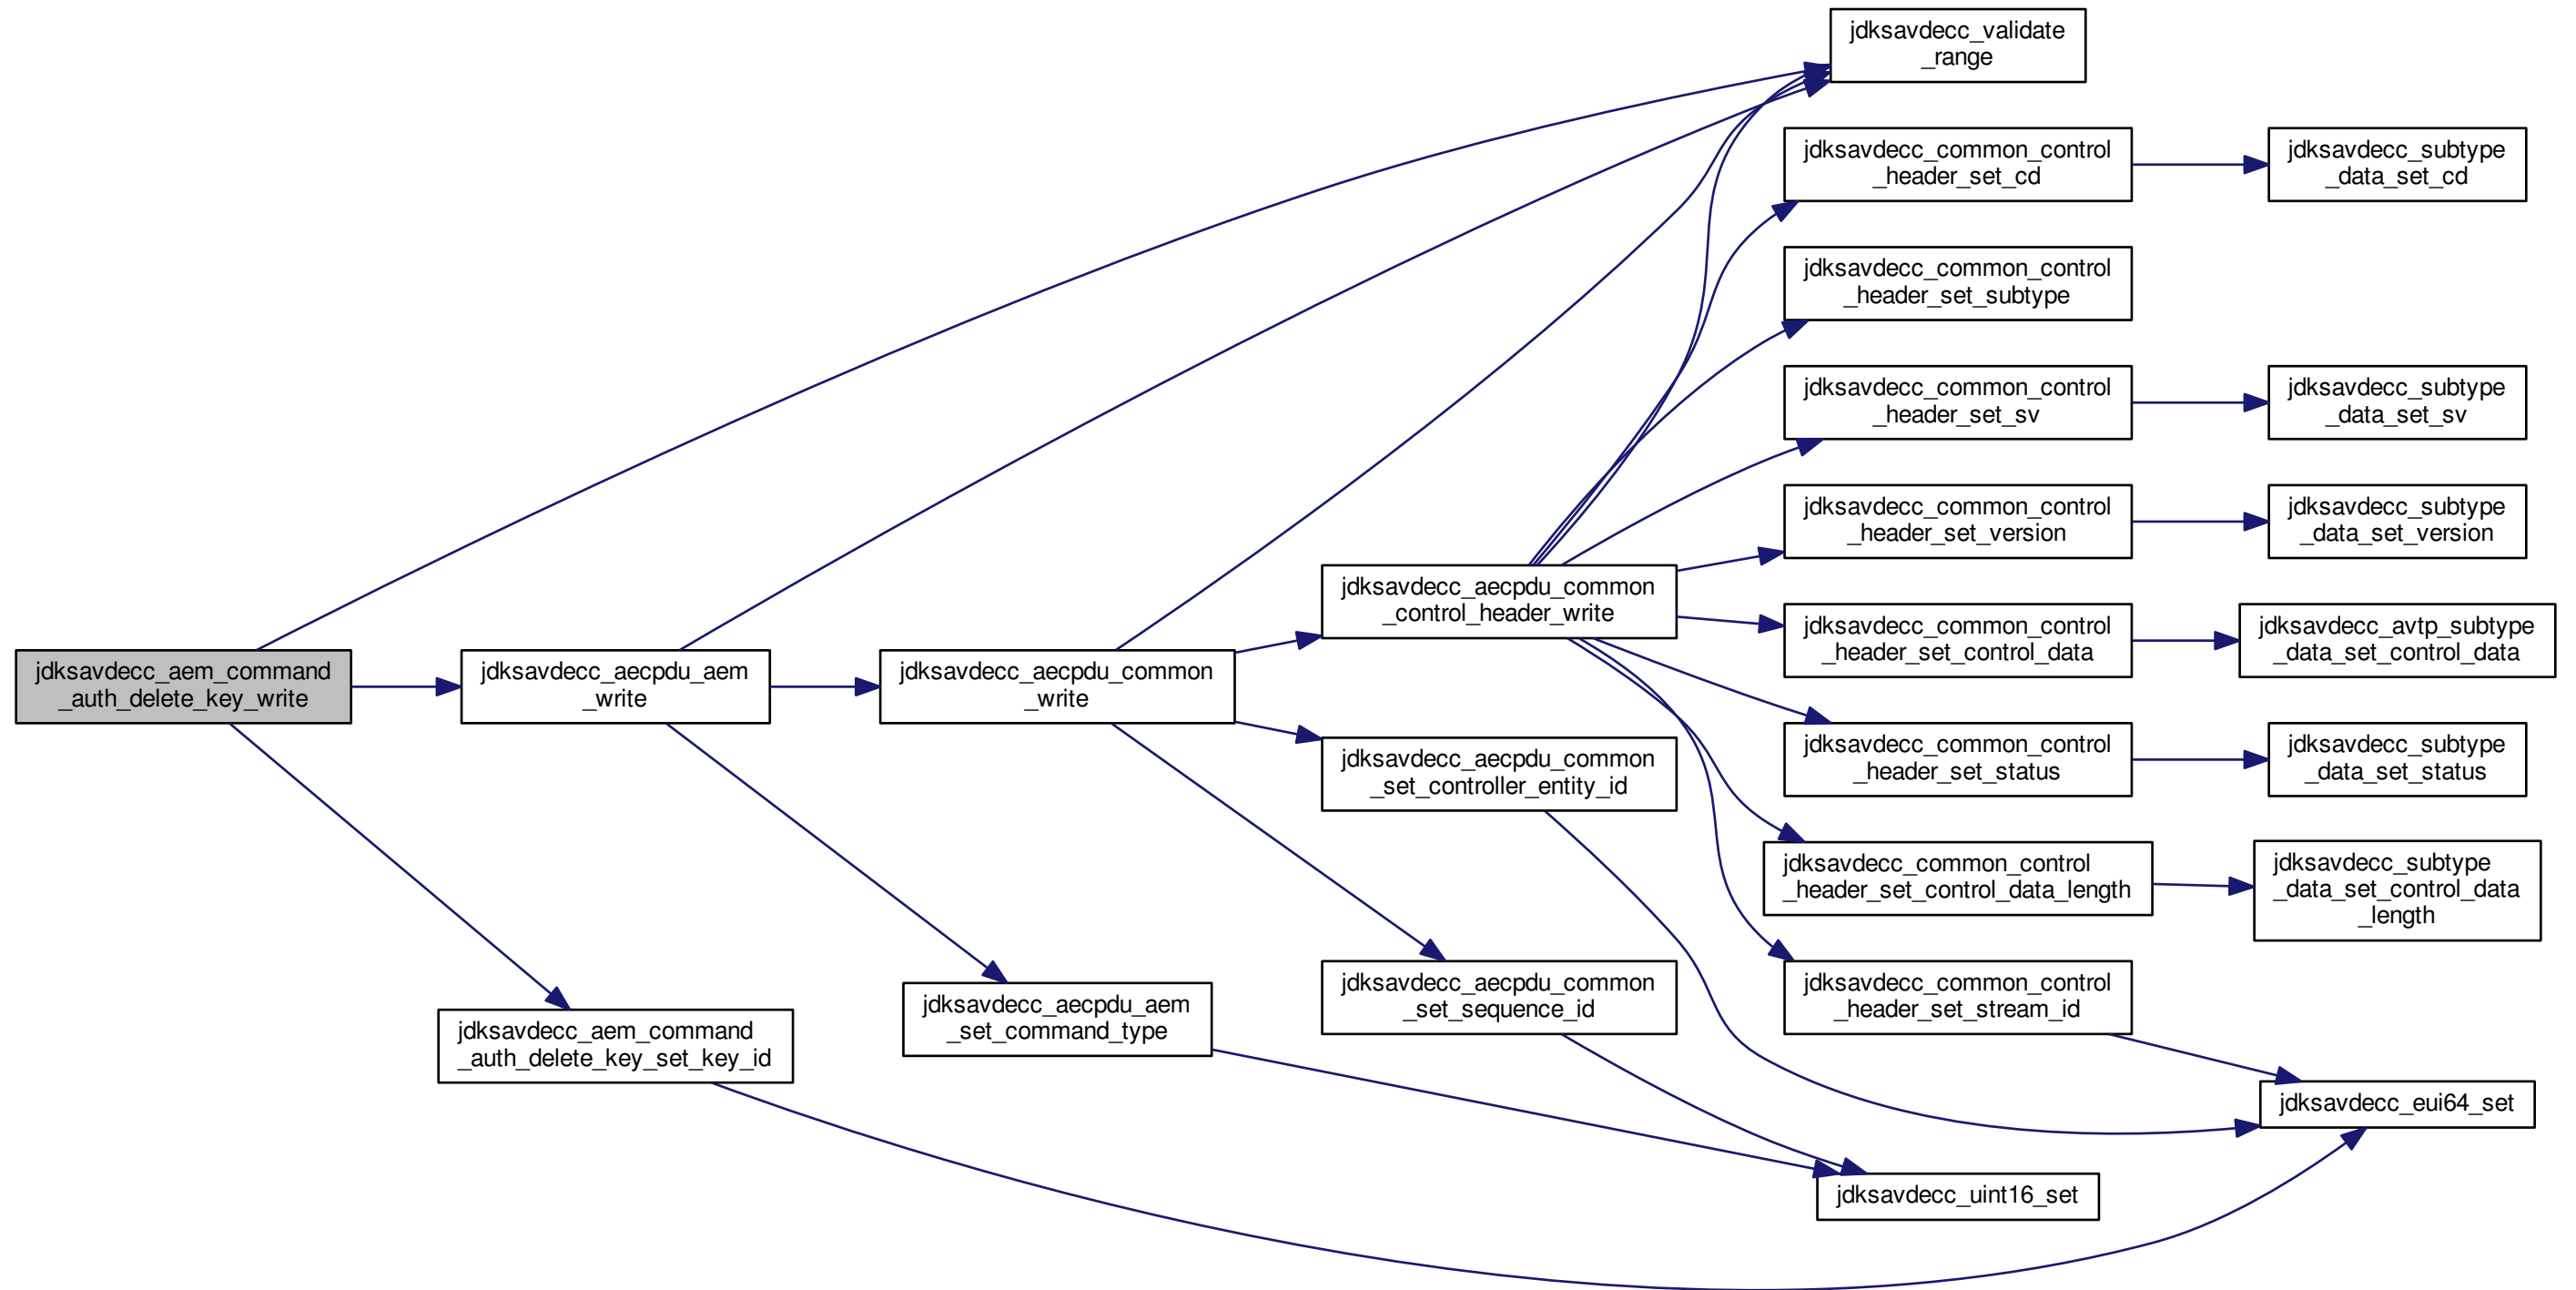 jdksavdecc_aem_command
_auth_delete_key_write
jdksavdecc_aecpdu_aem
_write
jdksavdecc_aem_command
_auth_delete_key_set_key_id
jdksavdecc_aecpdu_common
_write
jdksavdecc_aecpdu_aem
_set_command_type
jdksavdecc_aecpdu_common
_control_header_write
jdksavdecc_aecpdu_common
_set_controller_entity_id
jdksavdecc_aecpdu_common
_set_sequence_id
jdksavdecc_validate
_range
jdksavdecc_common_control
_header_set_cd
jdksavdecc_common_control
_header_set_subtype
jdksavdecc_common_control
_header_set_sv
jdksavdecc_common_control
_header_set_version
jdksavdecc_common_control
_header_set_control_data
jdksavdecc_common_control
_header_set_status
jdksavdecc_common_control
_header_set_control_data_length
jdksavdecc_common_control
_header_set_stream_id
jdksavdecc_uint16_set
jdksavdecc_subtype
_data_set_cd
jdksavdecc_subtype
_data_set_sv
jdksavdecc_subtype
_data_set_version
jdksavdecc_avtp_subtype
_data_set_control_data
jdksavdecc_subtype
_data_set_status
jdksavdecc_subtype
_data_set_control_data
_length
jdksavdecc_eui64_set